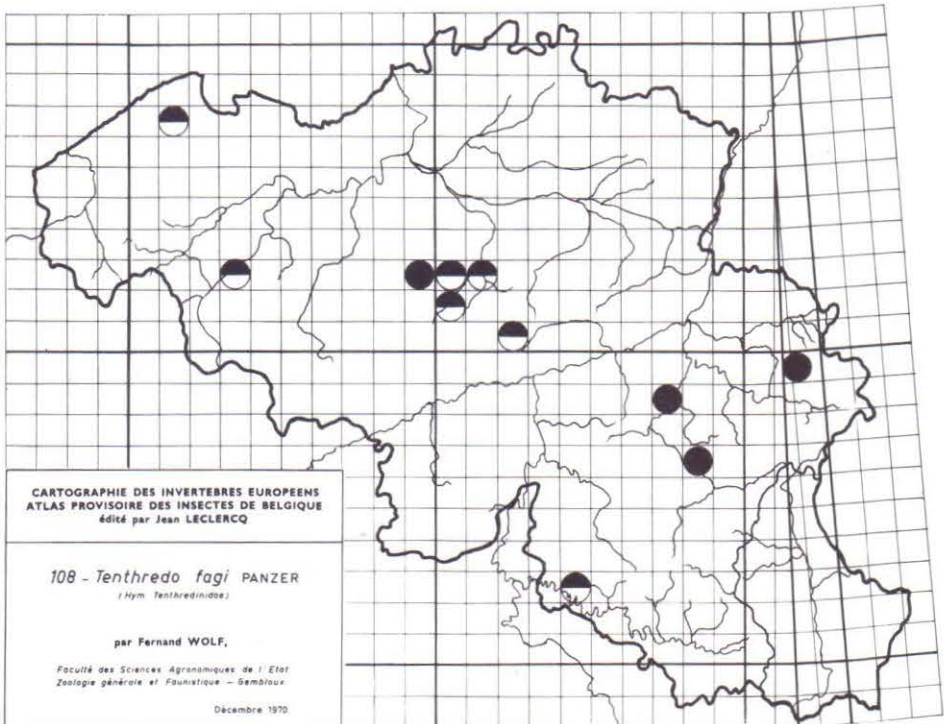 CARTOGRAPHIE DES INVERTEBRES EUROPEENS
ATLAS PROVISOIRE DES INSECTES DE BELGIQUE
édité par Jean LECLERCQ
108 - Tenthredo fagi PANZER
(Hym. Tenthredinidae)
par Fernand WOLF,
Faculté des Sciences Agronomiques de l'Etat
Zoologie générale et Faunistique - Gembloux.
Décembre 1970.